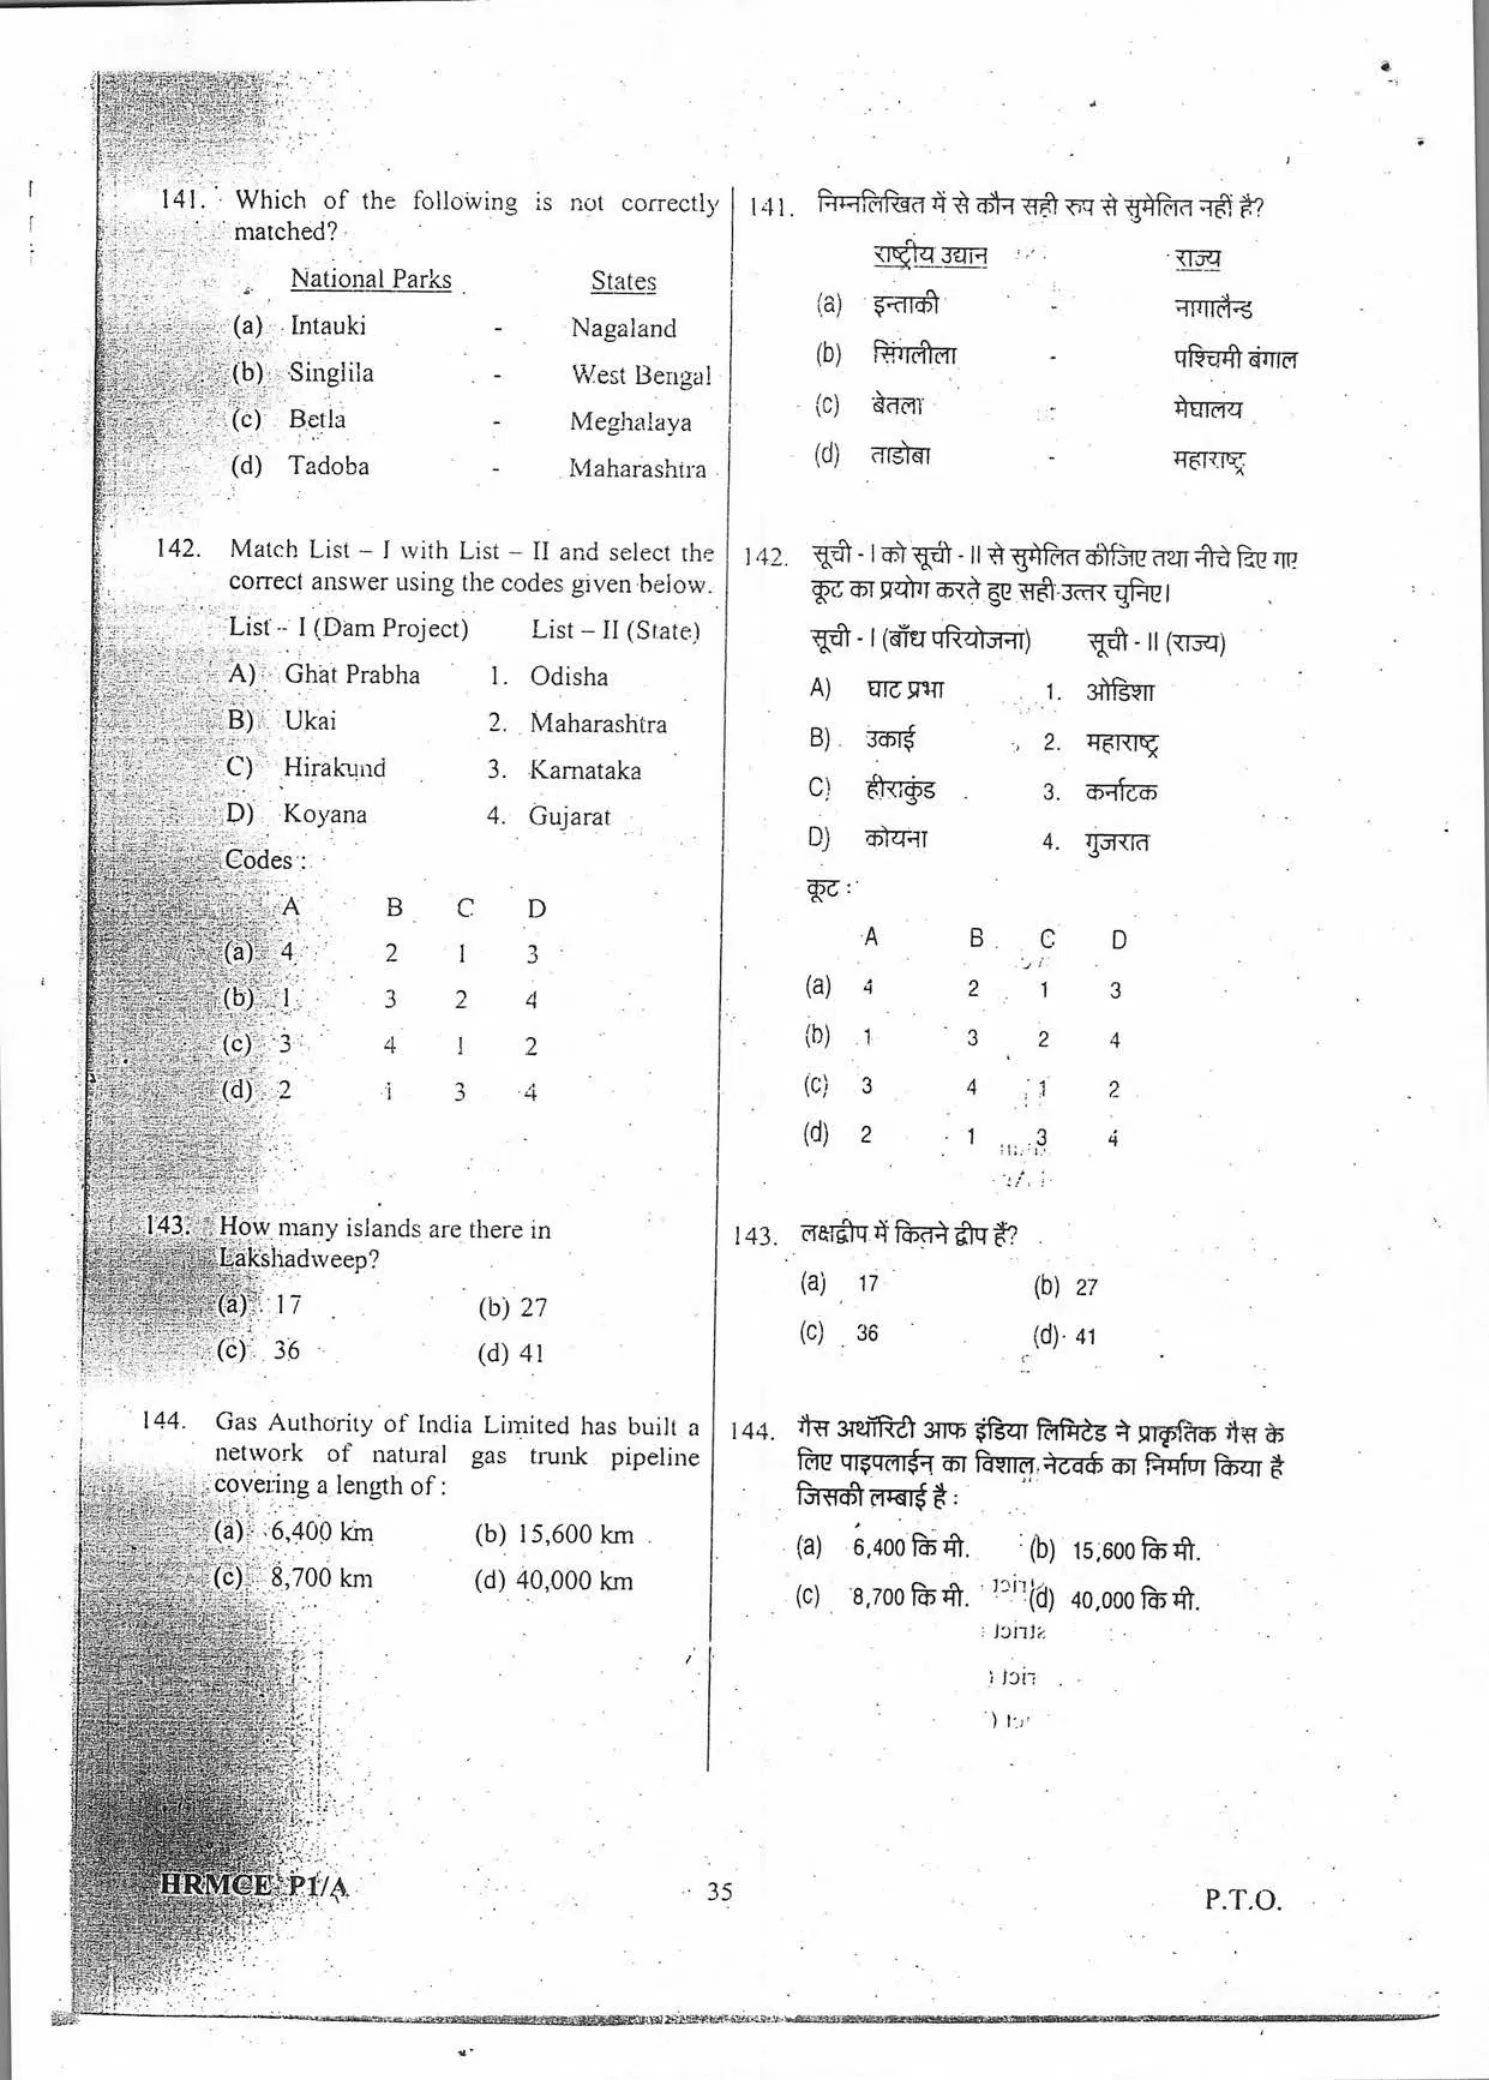 141. Which of the following is not correctly
matched?
National Parks States
(a) Intauki - Nagaland
(b) Singlila - West Bengal
(c) Betla - Meghalaya
(d) Tadoba - Maharashtra
142. Match List – I with List – II and select the
correct answer using the codes given below.
List – I (Dam Project) List – II (State)
A) Ghat Prabha 1. Odisha
B) Ukai 2. Maharashtra
C) Hirakund 3. Karnataka
D) Koyana 4. Gujarat
Codes :
A B C D
(a) 4 2 1 3
(b) 1 3 2 4
(c) 3 4 1 2
(d) 2 1 3 4
143. How many islands are there in
Lakshadweep?
(a) 17 (b) 27
(c) 36 (d) 41
144. Gas Authority of India Limited has built a
network of natural gas trunk pipeline
covering a length of :
(a) 6,400 km (b) 15,600 km
(c) 8,700 km (d) 40,000 km
141. निम्नलिखित में से कौन सही रुप से सुमेलित नहीं है?
राष्ट्रीय उद्यान राज्य
(a) इन्ताकी - नागालैन्ड
(b) सिंगलीला - पश्चिमी बंगाल
(c) बेतला - मेघालय
(d) ताडोबा - महाराष्ट्र
142. सूची - I को सूची - II से सुमेलित कीजिए तथा नीचे दिए गए
कूट का प्रयोग करते हुए सही उत्तर चुनिए।
सूची - I (बाँध परियोजना) सूची - II (राज्य)
A) घाट प्रभा 1. ओडिशा
B) उकाई 2. महाराष्ट्र
C) हीराकुंड 3. कर्नाटक
D) कोयना 4. गुजरात
कूट :
A B C D
(a) 4 2 1 3
(b) 1 3 2 4
(c) 3 4 1 2
(d) 2 1 3 4
143. लक्षद्वीप में कितने द्वीप हैं?
(a) 17 (b) 27
(c) 36 (d) 41
144. गैस अथॉरिटी आफ इंडिया लिमिटेड ने प्राकृतिक गैस के
लिए पाइपलाईन का विशाल नेटवर्क का निर्माण किया है
जिसकी लम्बाई है :
(a) 6,400 कि मी. (b) 15,600 कि मी.
(c) 8,700 कि मी. (d) 40,000 कि मी.
HRMCE P1/A 35 P.T.O.